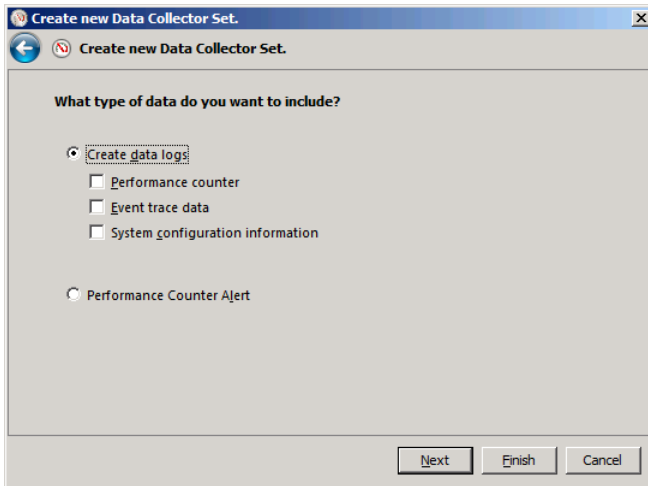 Create new Data Collector Set.
Create new Data Collector Set.
What type of data do you want to include?
Create data logs
Performance counter
Event trace data
System configuration information
Performance Counter Alert
Next Finish Cancel